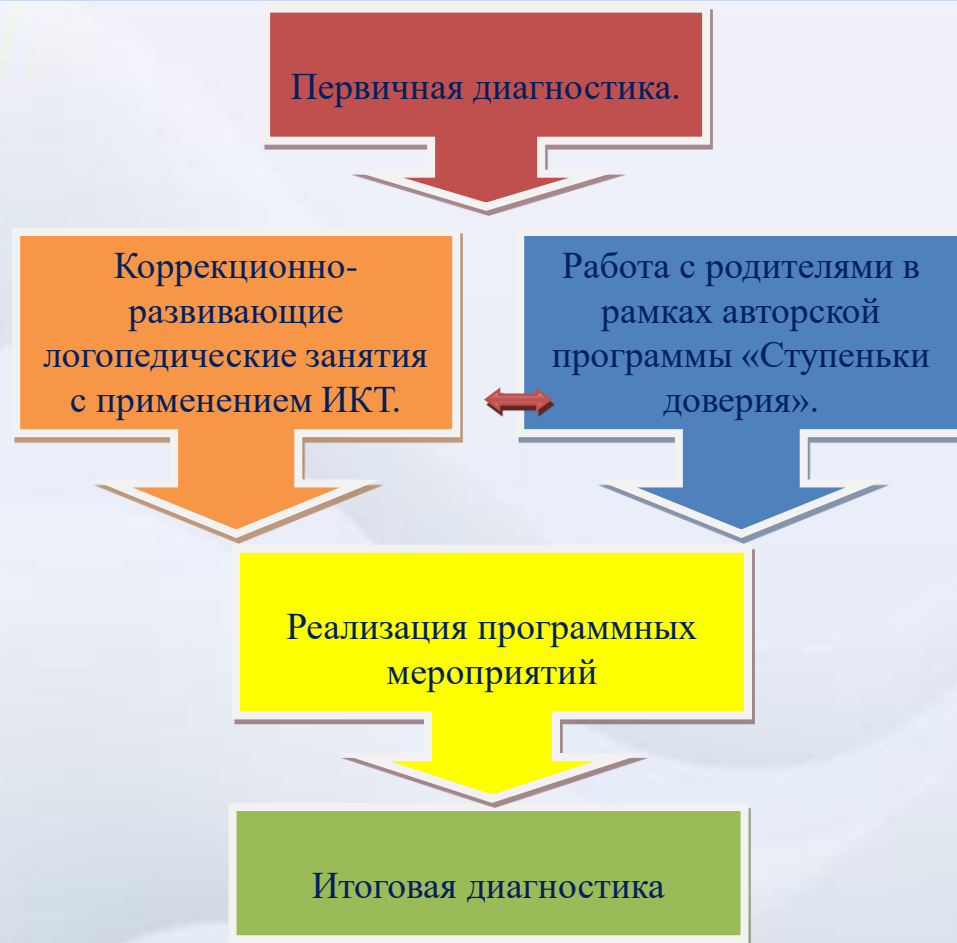 Первичная диагностика.
Коррекционно-
развивающие
логопедические занятия
с применением ИКТ.
Работа с родителями в
рамках авторской
программы «Ступеньки
доверия».
Реализация программных
мероприятий
Итоговая диагностика